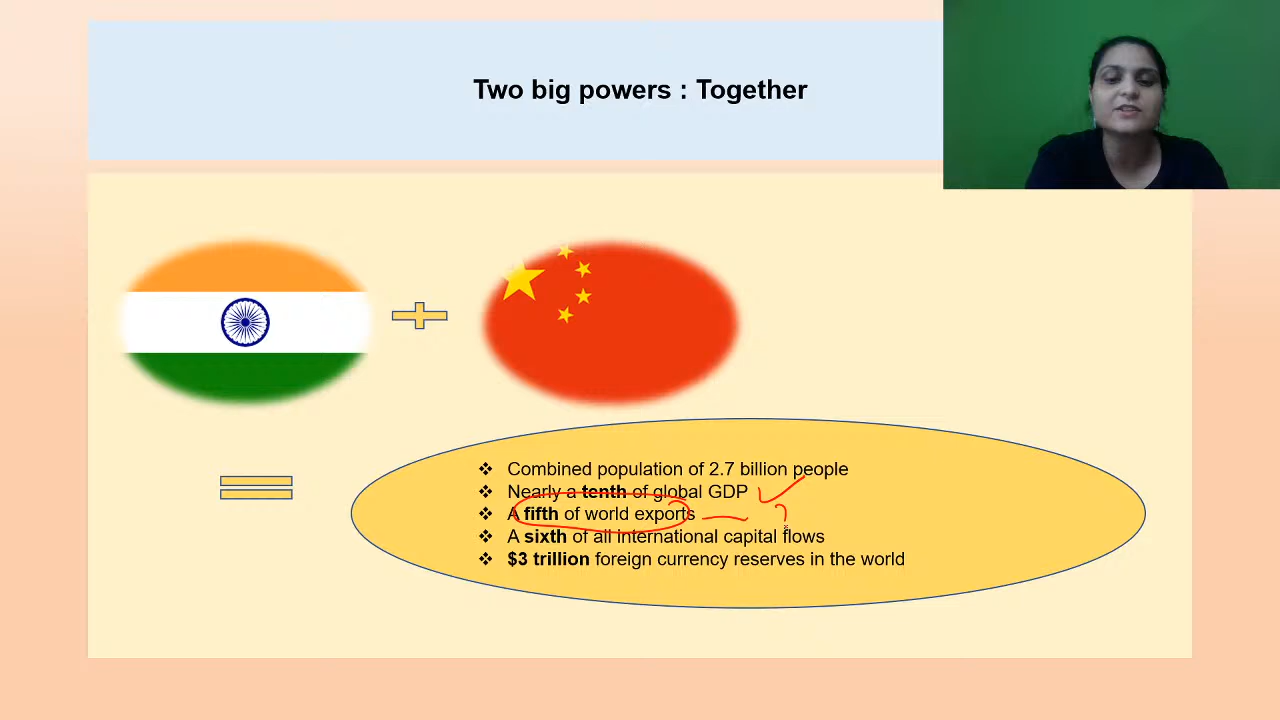 Two big powers : Together
❖ Combined population of 2.7 billion people
❖ Nearly a tenth of global GDP
❖ A fifth of world exports
❖ A sixth of all international capital flows
❖ $3 trillion foreign currency reserves in the world